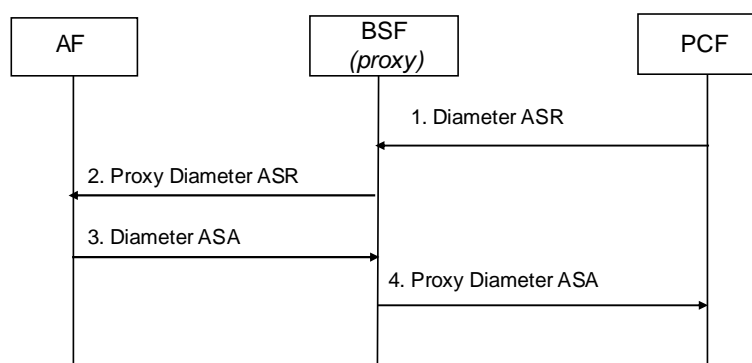 AF
BSF
(proxy)
PCF
1. Diameter ASR
2. Proxy Diameter ASR
3. Diameter ASA
4. Proxy Diameter ASA